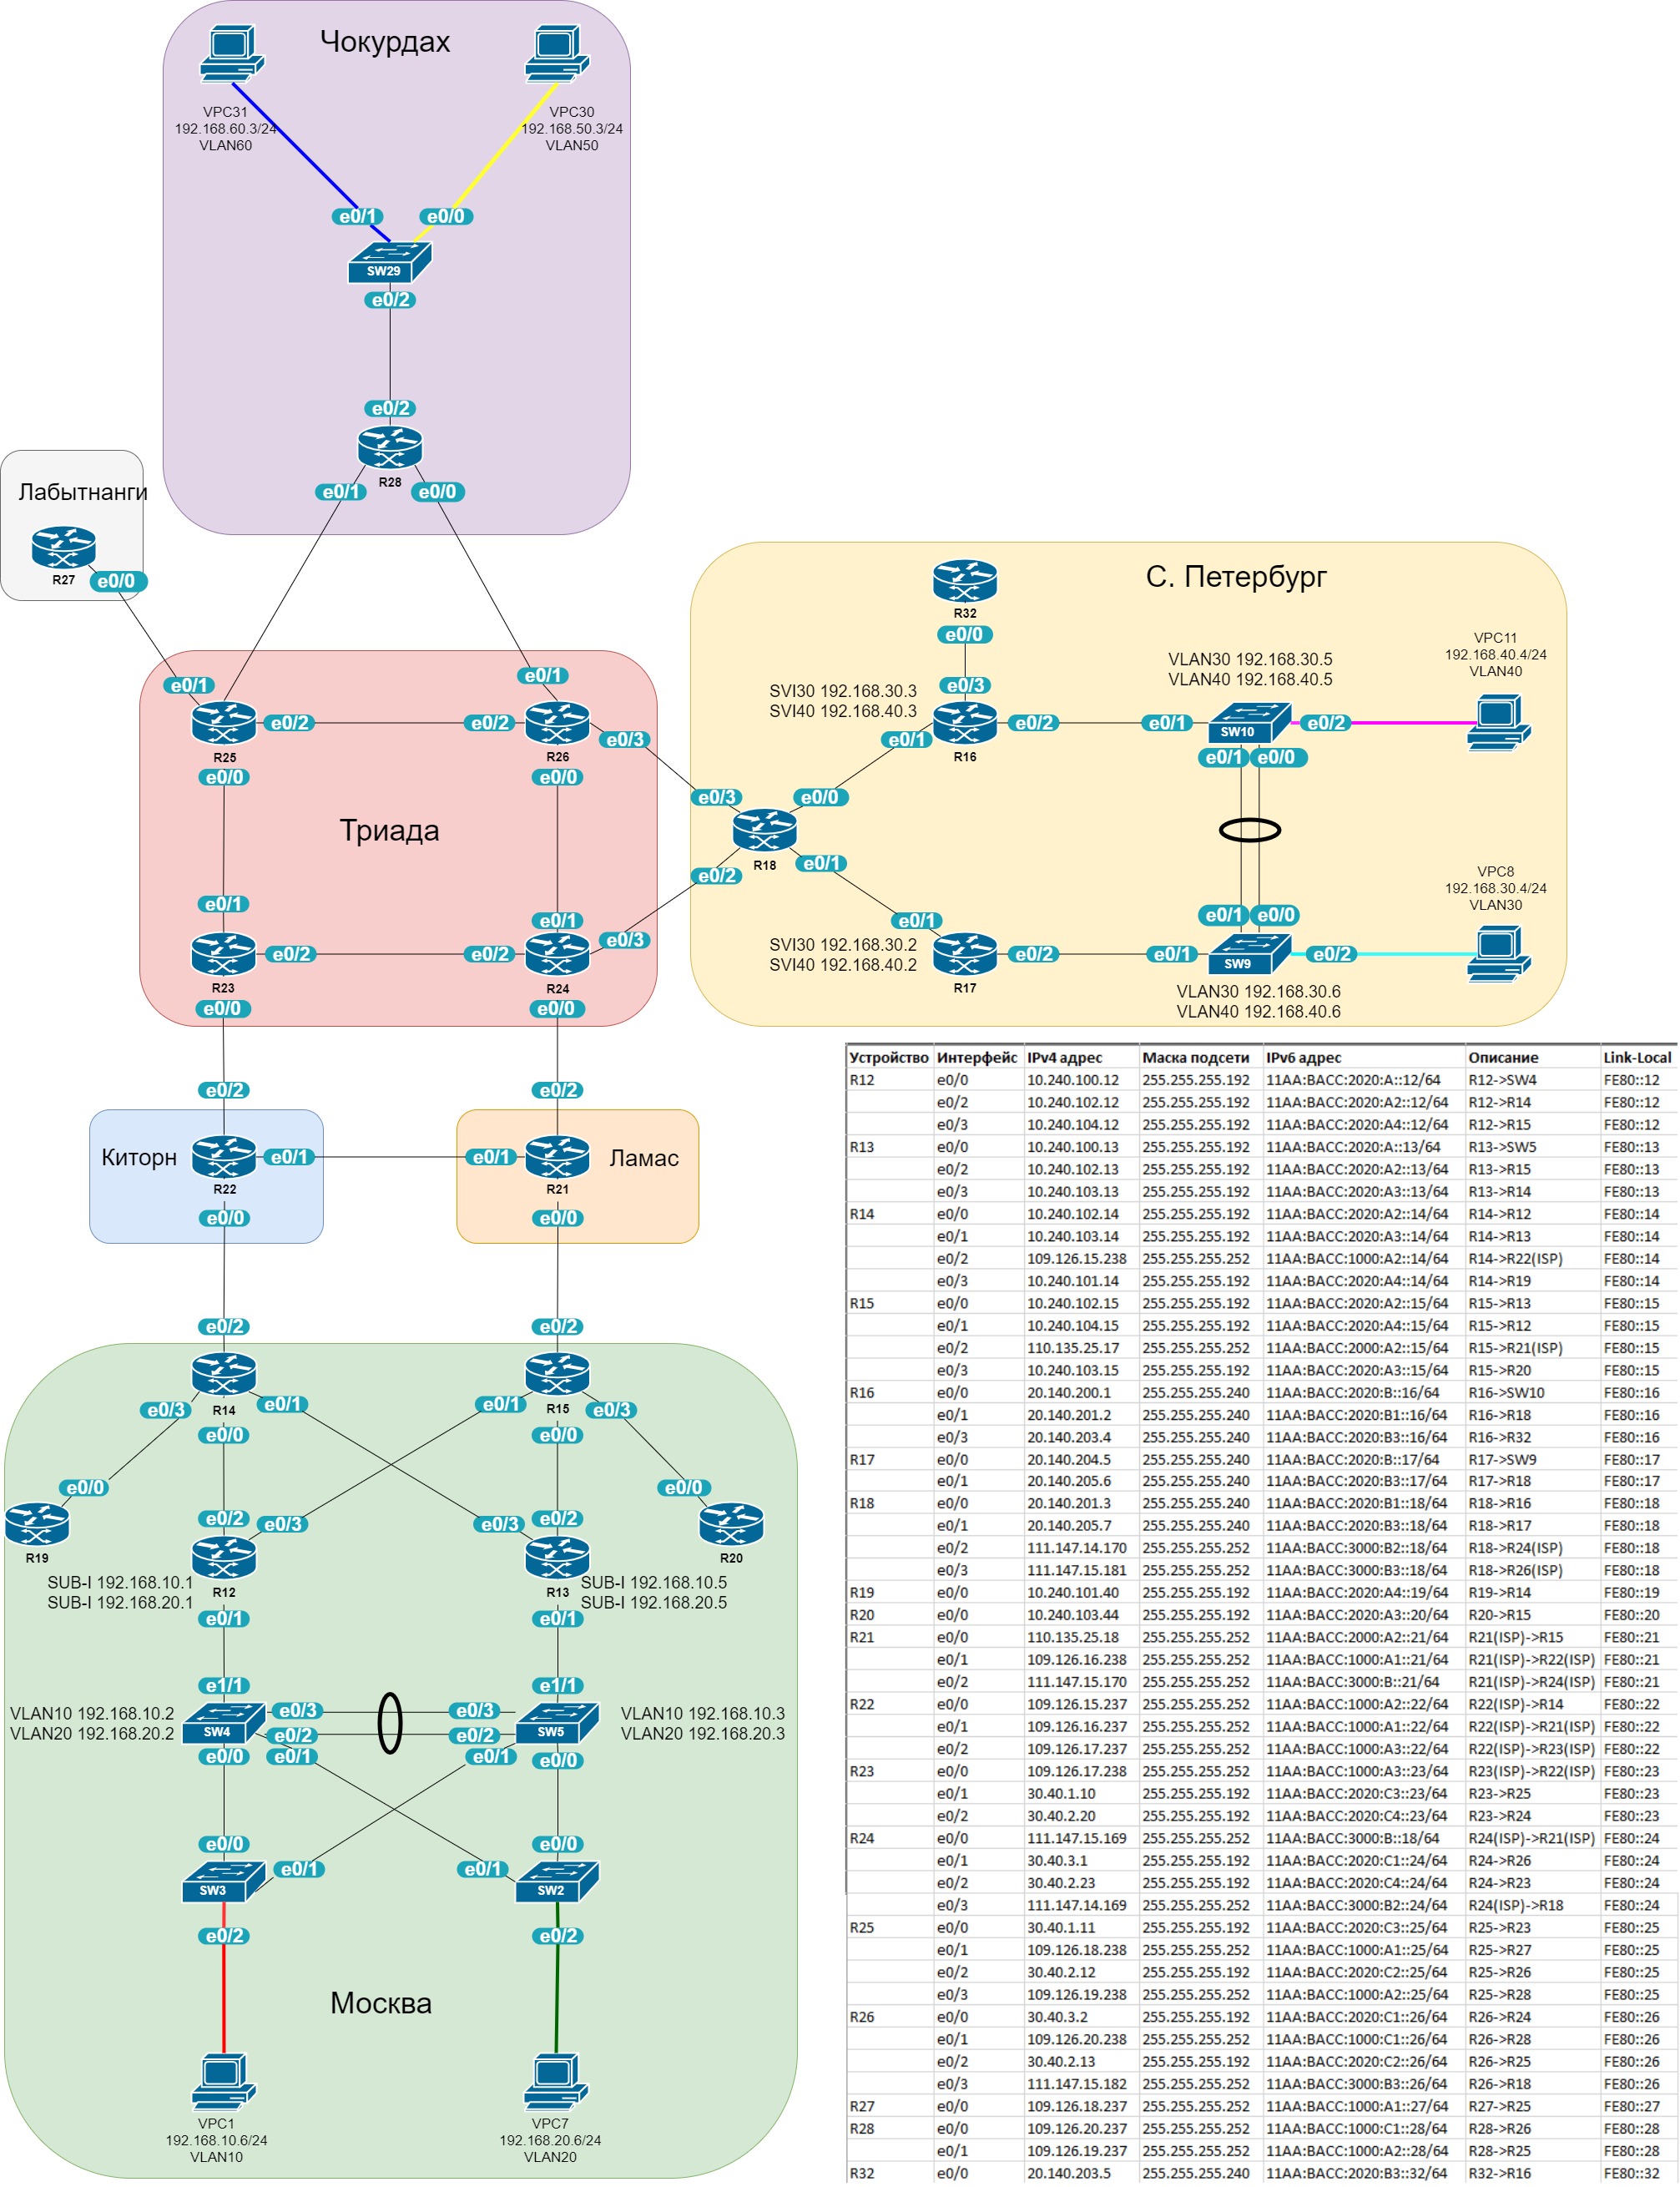 Чокурдах
VPC31
192.168.60.3/24
VLAN60
VPC30
192.168.50.3/24
VLAN50
e0/1
e0/0
SW29
e0/2
e0/2
R28
e0/1
e0/0
Лабытнанги
R27
e0/0
e0/1
e0/1
R25
e0/2
e0/2
R26
e0/3
e0/0
e0/0
Триада
e0/1
e0/1
R23
e0/2
e0/2
R24
e0/3
e0/0
e0/0
С. Петербург
R32
e0/0
e0/3
SVI30 192.168.30.3
SVI40 192.168.40.3
R16
e0/1
e0/2
VLAN30 192.168.30.5
VLAN40 192.168.40.5
e0/1
SW10
e0/2
VPC11
192.168.40.4/24
VLAN40
e0/1
e0/0
e0/3
e0/0
R18
e0/2
e0/1
e0/1
SVI30 192.168.30.2
SVI40 192.168.40.2
R17
e0/2
e0/1
e0/0
e0/1
SW9
e0/2
VLAN30 192.168.30.6
VLAN40 192.168.40.6
VPC8
192.168.30.4/24
VLAN30
e0/2
e0/2
Киторн
R22
e0/1
e0/1
R21
Ламас
e0/0
e0/0
e0/2
e0/2
R14
R15
e0/3
e0/1
e0/1
e0/3
e0/0
e0/0
e0/0
e0/0
R19
R20
e0/2
e0/3
e0/3
e0/2
R12
R13
SUB-I 192.168.10.1
SUB-I 192.168.20.1
SUB-I 192.168.10.5
SUB-I 192.168.20.5
e0/1
e0/1
e1/1
e1/1
VLAN10 192.168.10.2
VLAN20 192.168.20.2
SW4
e0/3
e0/3
e0/2
e0/2
SW5
VLAN10 192.168.10.3
VLAN20 192.168.20.3
e0/0
e0/1
e0/1
e0/0
e0/0
e0/0
SW3
e0/1
e0/1
SW2
e0/2
e0/2
Москва
VPC1
192.168.10.6/24
VLAN10
VPC7
192.168.20.6/24
VLAN20
Устройство Интерфейс IPv4 адрес Маска подсети IPv6 адрес Описание Link-Local
R12 e0/0 10.240.100.12 255.255.255.192 11AA:BACC:2020:A::12/64 R12->SW4 FE80::12
e0/2 10.240.102.12 255.255.255.192 11AA:BACC:2020:A2::12/64 R12->R14 FE80::12
e0/3 10.240.104.12 255.255.255.192 11AA:BACC:2020:A4::12/64 R12->R15 FE80::12
R13 e0/0 10.240.100.13 255.255.255.192 11AA:BACC:2020:A::13/64 R13->SW5 FE80::13
e0/2 10.240.102.13 255.255.255.192 11AA:BACC:2020:A2::13/64 R13->R15 FE80::13
e0/3 10.240.103.13 255.255.255.192 11AA:BACC:2020:A3::13/64 R13->R14 FE80::13
R14 e0/0 10.240.102.14 255.255.255.192 11AA:BACC:2020:A2::14/64 R14->R12 FE80::14
e0/1 10.240.103.14 255.255.255.192 11AA:BACC:2020:A3::14/64 R14->R13 FE80::14
e0/2 109.126.15.238 255.255.255.252 11AA:BACC:1000:A2::14/64 R14->R22(ISP) FE80::14
e0/3 10.240.101.14 255.255.255.192 11AA:BACC:2020:A4::14/64 R14->R19 FE80::14
R15 e0/0 10.240.102.15 255.255.255.192 11AA:BACC:2020:A2::15/64 R15->R13 FE80::15
e0/1 10.240.104.15 255.255.255.192 11AA:BACC:2020:A4::15/64 R15->R12 FE80::15
e0/2 110.135.25.17 255.255.255.252 11AA:BACC:2000:A2::15/64 R15->R21(ISP) FE80::15
e0/3 10.240.103.15 255.255.255.192 11AA:BACC:2020:A3::15/64 R15->R20 FE80::15
R16 e0/0 20.140.200.1 255.255.255.240 11AA:BACC:2020:B::16/64 R16->SW10 FE80::16
e0/1 20.140.201.2 255.255.255.240 11AA:BACC:2020:B1::16/64 R16->R18 FE80::16
e0/3 20.140.203.4 255.255.255.240 11AA:BACC:2020:B3::16/64 R16->R32 FE80::16
R17 e0/0 20.140.204.5 255.255.255.240 11AA:BACC:2020:B::17/64 R17->SW9 FE80::17
e0/1 20.140.205.6 255.255.255.240 11AA:BACC:2020:B3::17/64 R17->R18 FE80::17
R18 e0/0 20.140.201.3 255.255.255.240 11AA:BACC:2020:B1::18/64 R18->R16 FE80::18
e0/1 20.140.205.7 255.255.255.240 11AA:BACC:2020:B3::18/64 R18->R17 FE80::18
e0/2 111.147.14.170 255.255.255.252 11AA:BACC:3000:B2::18/64 R18->R24(ISP) FE80::18
e0/3 111.147.15.181 255.255.255.252 11AA:BACC:3000:B3::18/64 R18->R26(ISP) FE80::18
R19 e0/0 10.240.101.40 255.255.255.192 11AA:BACC:2020:A4::19/64 R19->R14 FE80::19
R20 e0/0 10.240.103.44 255.255.255.192 11AA:BACC:2020:A3::20/64 R20->R15 FE80::20
R21 e0/0 110.135.25.18 255.255.255.252 11AA:BACC:2000:A2::21/64 R21(ISP)->R15 FE80::21
e0/1 109.126.16.238 255.255.255.252 11AA:BACC:1000:A1::21/64 R21(ISP)->R22(ISP) FE80::21
e0/2 111.147.15.170 255.255.255.252 11AA:BACC:3000:B::21/64 R21(ISP)->R24(ISP) FE80::21
R22 e0/0 109.126.15.237 255.255.255.252 11AA:BACC:1000:A2::22/64 R22(ISP)->R14 FE80::22
e0/1 109.126.16.237 255.255.255.252 11AA:BACC:1000:A1::22/64 R22(ISP)->R21(ISP) FE80::22
e0/2 109.126.17.237 255.255.255.252 11AA:BACC:1000:A3::22/64 R22(ISP)->R23(ISP) FE80::22
R23 e0/0 109.126.17.238 255.255.255.252 11AA:BACC:1000:A3::23/64 R23(ISP)->R22(ISP) FE80::23
e0/1 30.40.1.10 255.255.255.192 11AA:BACC:2020:C3::23/64 R23->R25 FE80::23
e0/2 30.40.2.20 255.255.255.192 11AA:BACC:2020:C4::23/64 R23->R24 FE80::23
R24 e0/0 111.147.15.169 255.255.255.252 11AA:BACC:3000:B::18/64 R24(ISP)->R21(ISP) FE80::24
e0/1 30.40.3.1 255.255.255.192 11AA:BACC:2020:C1::24/64 R24->R26 FE80::24
e0/2 30.40.2.23 255.255.255.192 11AA:BACC:2020:C4::24/64 R24->R23 FE80::24
e0/3 111.147.14.169 255.255.255.252 11AA:BACC:3000:B2::24/64 R24(ISP)->R18 FE80::24
R25 e0/0 30.40.1.11 255.255.255.192 11AA:BACC:2020:C3::25/64 R25->R23 FE80::25
e0/1 109.126.18.238 255.255.255.252 11AA:BACC:1000:A1::25/64 R25->R27 FE80::25
e0/2 30.40.2.12 255.255.255.192 11AA:BACC:2020:C2::25/64 R25->R26 FE80::25
e0/3 109.126.19.238 255.255.255.252 11AA:BACC:1000:A2::25/64 R25->R28 FE80::25
R26 e0/0 30.40.3.2 255.255.255.192 11AA:BACC:2020:C1::26/64 R26->R24 FE80::26
e0/1 109.126.20.238 255.255.255.252 11AA:BACC:1000:C1::26/64 R26->R28 FE80::26
e0/2 30.40.2.13 255.255.255.192 11AA:BACC:2020:C2::26/64 R26->R25 FE80::26
e0/3 111.147.15.182 255.255.255.252 11AA:BACC:3000:B3::26/64 R26->R18 FE80::26
R27 e0/0 109.126.18.237 255.255.255.252 11AA:BACC:1000:A1::27/64 R27->R25 FE80::27
R28 e0/0 109.126.20.237 255.255.255.252 11AA:BACC:1000:C1::28/64 R28->R26 FE80::28
e0/1 109.126.19.237 255.255.255.252 11AA:BACC:1000:A2::28/64 R28->R25 FE80::28
R32 e0/0 20.140.203.5 255.255.255.240 11AA:BACC:2020:B3::32/64 R32->R16 FE80::32